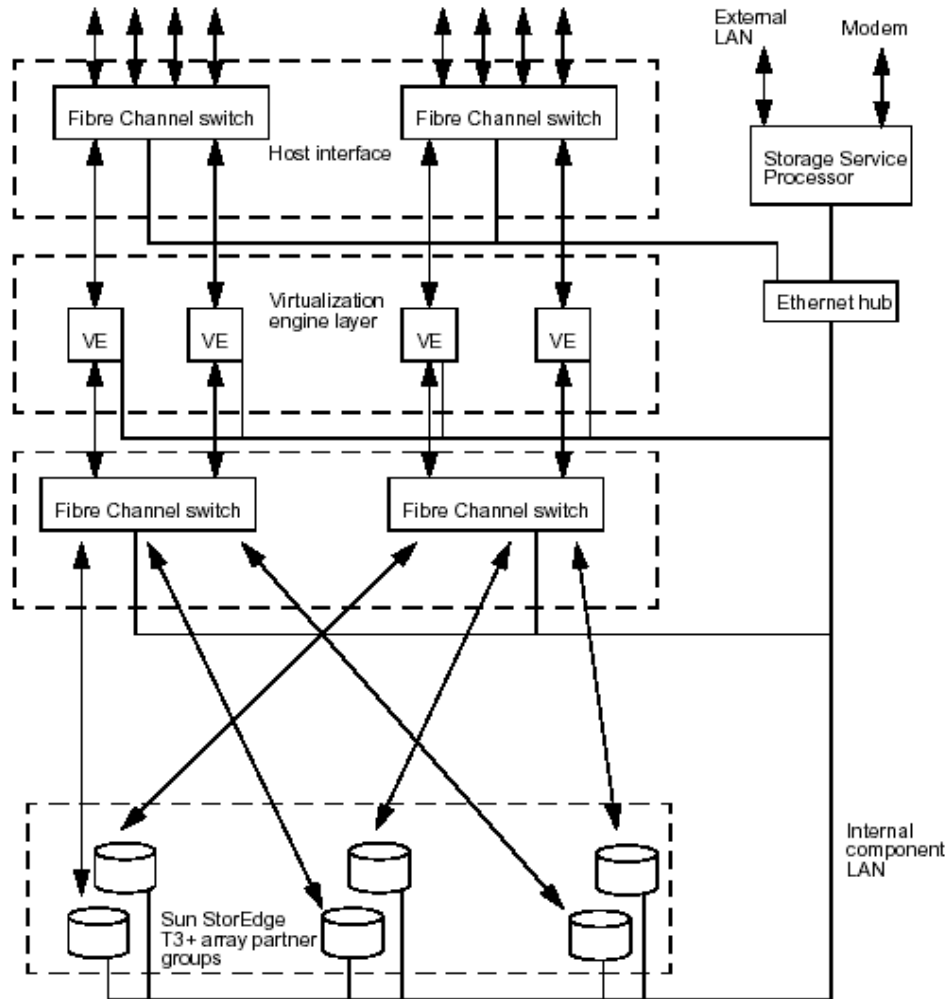 External
LAN
Modem
Fibre Channel switch
Fibre Channel switch
Host interface
Storage Service
Processor
Virtualization
engine layer
Ethernet hub
VE
VE
VE
VE
Fibre Channel switch
Fibre Channel switch
Internal
component
LAN
Sun StorEdge
T3+ array partner
groups